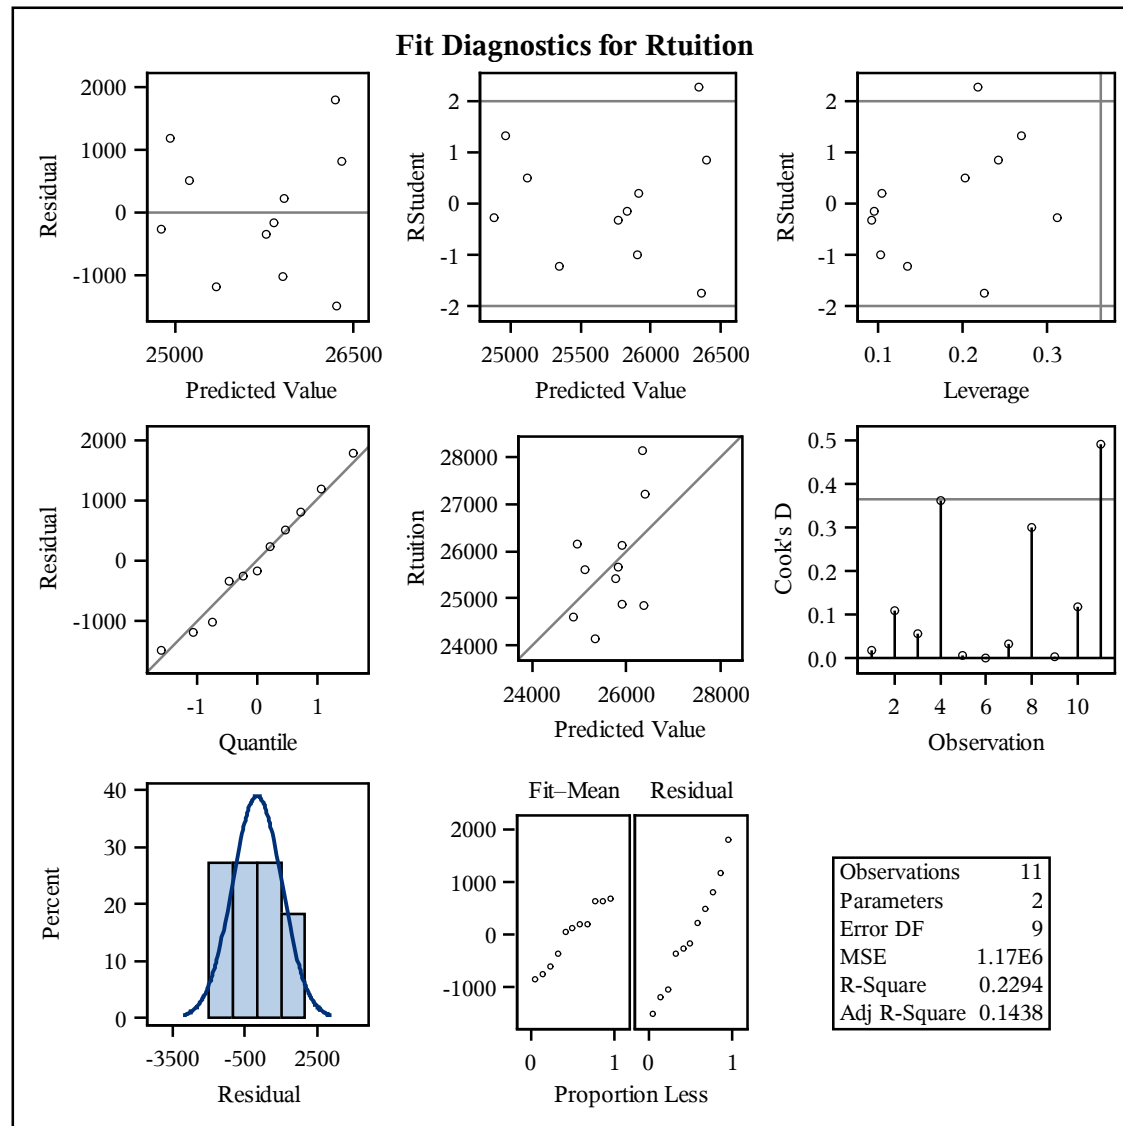 Fit Diagnostics for Rtuition
2000
1000
0
-1000
Residual
25000 26500
Predicted Value
2
1
0
-1
-2
RStudent
25000 25500 26000 26500
Predicted Value
2
1
0
-1
-2
RStudent
0.1 0.2 0.3
Leverage
2000
1000
0
-1000
Residual
-1 0 1
Quantile
28000
27000
26000
25000
24000
Rtuition
24000 26000 28000
Predicted Value
0.5
0.4
0.3
0.2
0.1
0.0
Cook's D
2 4 6 8 10
Observation
40
30
20
10
0
Percent
-3500 -500 2500
Residual
Fit–Mean Residual
2000
1000
0
-1000
0 1 0 1
Proportion Less
Observations 11
Parameters 2
Error DF 9
MSE 1.17E6
R-Square 0.2294
Adj R-Square 0.1438